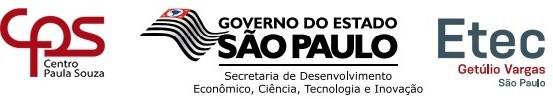 cps
Centro
Paula Souza
GOVERNO DO ESTADO
SÃO PAULO
Secretaria de Desenvolvimento
Econômico, Ciência, Tecnologia e Inovação
Etec
Getúlio Vargas
São Paulo